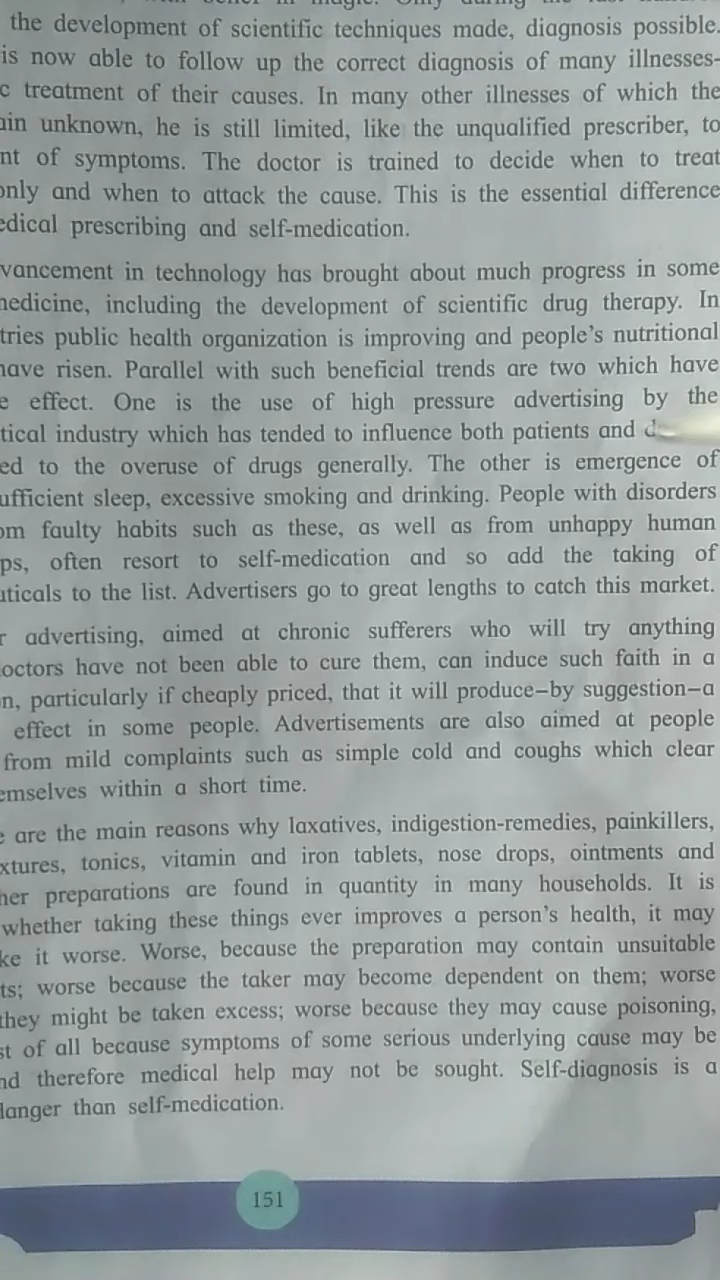 the development of scientific techniques made, diagnosis possible.
is now able to follow up the correct diagnosis of many illnesses-
c treatment of their causes. In many other illnesses of which the
ain unknown, he is still limited, like the unqualified prescriber, to
nt of symptoms. The doctor is trained to decide when to treat
only and when to attack the cause. This is the essential difference
edical prescribing and self-medication.
vancement in technology has brought about much progress in some
medicine, including the development of scientific drug therapy. In
tries public health organization is improving and people's nutritional
have risen. Parallel with such beneficial trends are two which have
e effect. One is the use of high pressure advertising by the
tical industry which has tended to influence both patients and
ed to the overuse of drugs generally. The other is emergence of
ufficient sleep, excessive smoking and drinking. People with disorders
om faulty habits such as these, as well as from unhappy human
ps, often resort to self-medication and so add the taking of
uticals to the list. Advertisers go to great lengths to catch this market.
r advertising, aimed at chronic sufferers who will try anything
octors have not been able to cure them, can induce such faith in a
n, particularly if cheaply priced, that it will produce–by suggestion–a
effect in some people. Advertisements are also aimed at people
from mild complaints such as simple cold and coughs which clear
emselves within a short time.
e are the main reasons why laxatives, indigestion-remedies, painkillers,
xtures, tonics, vitamin and iron tablets, nose drops, ointments and
her preparations are found in quantity in many households. It is
whether taking these things ever improves a person's health, it may
ke it worse. Worse, because the preparation may contain unsuitable
ts; worse because the taker may become dependent on them; worse
they might be taken excess; worse because they may cause poisoning,
st of all because symptoms of some serious underlying cause may be
nd therefore medical help may not be sought. Self-diagnosis is a
danger than self-medication.
151